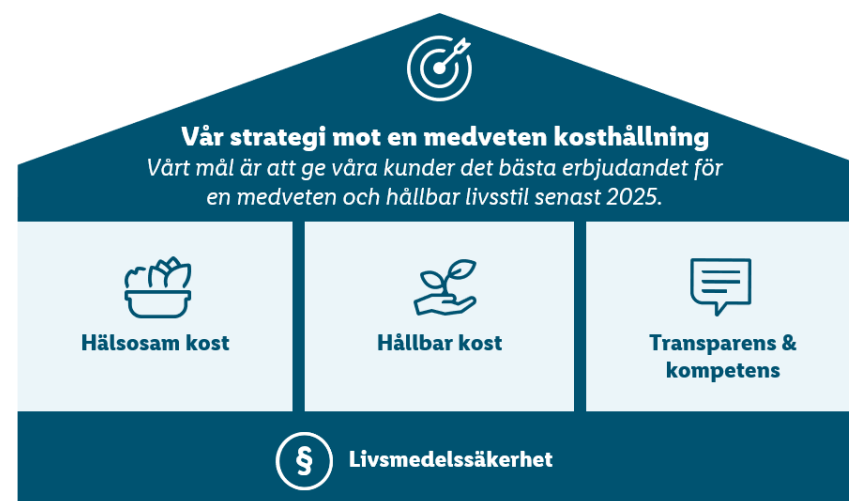 Vår strategi mot en medveten kosthållning
Vårt mål är att ge våra kunder det bästa erbjudandet för
en medveten och hållbar livsstil senast 2025.
Hälsosam kost
Hållbar kost
Transparens &
kompetens
§
Livsmedelssäkerhet